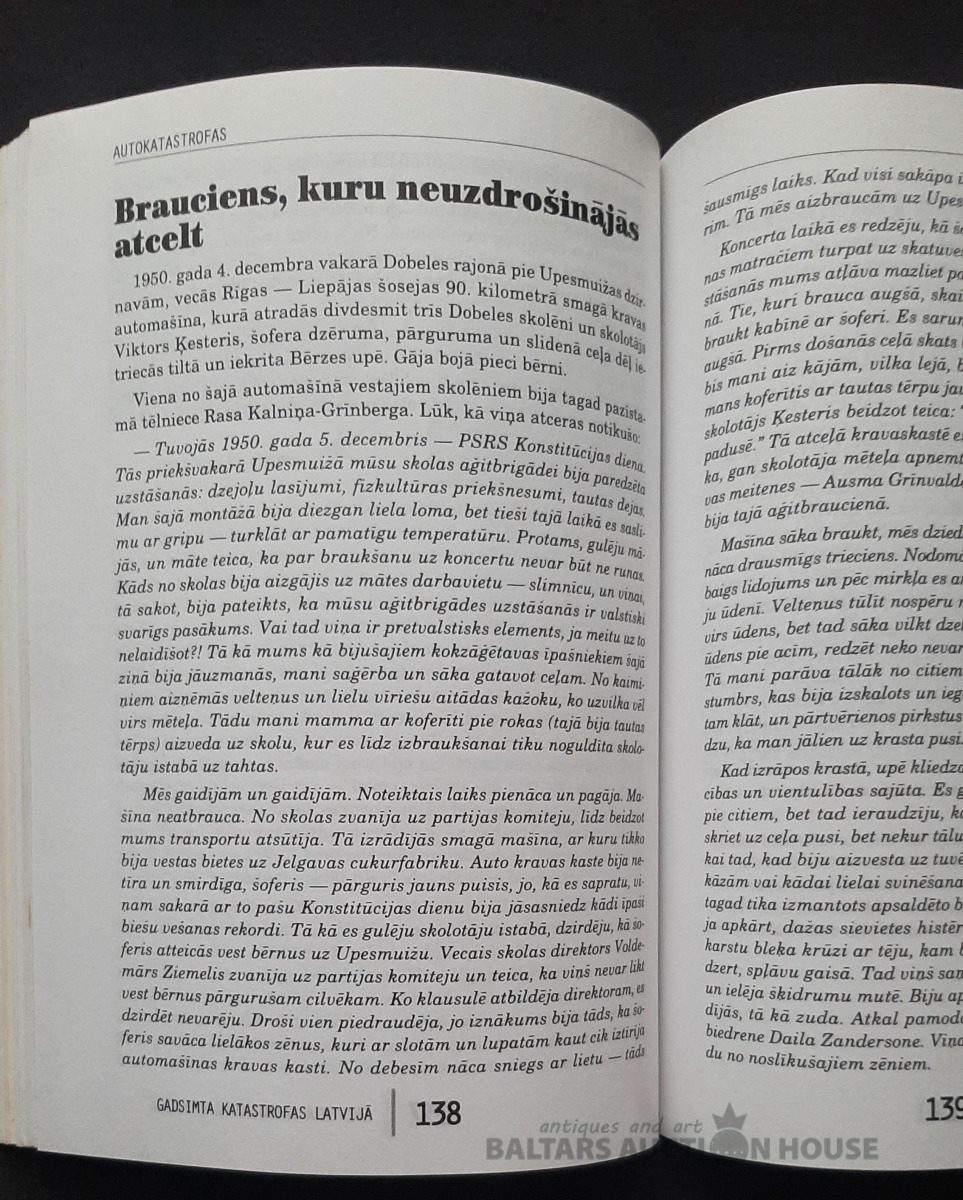 AUTOKATASTROFAS
Brauciens, kuru neuzdrošinājās
atcelt
1950. gada 4. decembra vakarā Dobeles rajonā pie Upesmuižas dzir-
navām, vecās Rīgas — Liepājas šosejas 90. kilometrā smagā kravas
automašīna, kurā atradās divdesmit trīs Dobeles skolēni un skolotājs
Viktors Ķesteris, šofera dzēruma, pārguruma un slidenā ceļa dēļ ie-
triecās tiltā un iekrita Bērzes upē. Gāja bojā pieci bērni.
Viena no šajā automašīnā vestajiem skolēniem bija tagad pazīsta-
mā tēlniece Rasa Kalniņa-Grīnberga. Lūk, kā viņa atceras notikušo:
— Tuvojās 1950. gada 5. decembris — PSRS Konstitūcijas diena.
Tās priekšvakarā Upesmuižā mūsu skolas aģitbrigādei bija paredzēta
uzstāšanās: dzejoļu lasījumi, fizkultūras priekšnesumi, tautas dejas.
Man šajā montāžā bija diezgan liela loma, bet tieši tajā laikā es sasli-
mu ar gripu — turklāt ar pamatīgu temperatūru. Protams, gulēju mā-
jās, un māte teica, ka par braukšanu uz koncertu nevar būt ne runas.
Kāds no skolas bija aizgājis uz mātes darbavietu — slimnīcu, un viņai,
tā sakot, bija pateikts, ka mūsu aģitbrigādes uzstāšanās ir valstiski
svarīgs pasākums. Vai tad viņa ir pretvalstisks elements, ja meitu uz to
nelaidīšot?! Tā kā mums kā bijušajiem kokzāģētavas īpašniekiem šajā
ziņā bija jāuzmanās, mani saģērba un sāka gatavot ceļam. No kaimi-
ņiem aizņēmās velteņus un lielu vīriešu aitādas kažoku, ko uzvilka vēl
virs mēteļa. Tādu mani mamma ar koferīti pie rokas (tajā bija tautas
tērps) aizveda uz skolu, kur es līdz izbraukšanai tiku noguldīta skolo-
tāju istabā uz tahtas.
Mēs gaidījām un gaidījām. Noteiktais laiks pienāca un pagāja. Ma-
šīna neatbrauca. No skolas zvanīja uz partijas komiteju, līdz beidzot
mums transportu atsūtīja. Tā izrādījās smagā mašīna, ar kuru tikko
bija vestas bietes uz Jelgavas cukurfabriku. Auto kravas kaste bija ne-
tīra un smirdīga, šoferis — pārguris jauns puisis, jo, kā es sapratu, vi-
ņam sakarā ar to pašu Konstitūcijas dienu bija jāsasniedz kādi īpaši
biešu vešanas rekordi. Tā kā es gulēju skolotāju istabā, dzirdēju, kā šo-
feris atteicās vest bērnus uz Upesmuižu. Vecais skolas direktors Volde-
mārs Ziemelis zvanīja uz partijas komiteju un teica, ka viņš nevar likt
vest bērnus pārgurušam cilvēkam. Ko klausulē atbildēja direktoram, es
dzirdēt nevarēju. Droši vien piedraudēja, jo iznākums bija tāds, ka šo-
feris savāca lielākos zēnus, kuri ar slotām un lupatām kaut cik iztīrīja
automašīnas kravas kasti. No debesīm nāca sniegs ar lietu — tāds
GADSIMTA KATASTROFAS LATVIJĀ 138
šausmīgs laiks. Kad visi sakāpa
rim. Tā mēs aizbraucām uz
Koncerta laikā es redzēju, kā
nas matračiem turpat uz skatuves
stāšanās mums atļāva mazliet
nā. Tie, kuri brauca augšā,
braukt kabīnē ar šoferi. Es
augšā. Pirms došanās ceļā skats
bis mani aiz kājām, vilka lejā,
mans koferītis ar tautas tērpu
skolotājs Ķesteris beidzot teica:
padusē.” Tā atceļā kravaskastē
ka, gan skolotāja mēteļa
vas meitenes — Ausma
bija tajā aģitbraucienā.
Mašīna sāka braukt, mēs
nāca drausmīgs trieciens.
baigs lidojums un pēc mirkļa es
ju ūdenī. Velteņus tūlīt nospēru
virs ūdens, bet tad sāka vilkt
ūdens pie acīm, redzēt neko
Tā mani parāva tālāk no citiem
stumbrs, kas bija izskalots un
tam klāt, un pārtvērienos
dzu, ka man jālien uz krasta pusi.
Kad izrāpos krastā, upē
cības un vientulības sajūta. Es
pie citiem, bet tad ieraudzīju,
skriet uz ceļa pusi, bet nekur
kai tad, kad biju aizvesta uz
kāzām vai kādai lielai
tagad tika izmantots apsaldēto
ja apkārt, dažas sievietes
karstu bleķa krūzi ar tēju, kam
dzert, spļāvu gaisā. Tad viņš
un ielēja šķidrumu mutē. Biju
dījās, tā kā zuda. Atkal
biedrene Daila Zandersone.
du no noslīkušajiem zēniem.
139
antiques and art
BALTARS AUCTION HOUSE